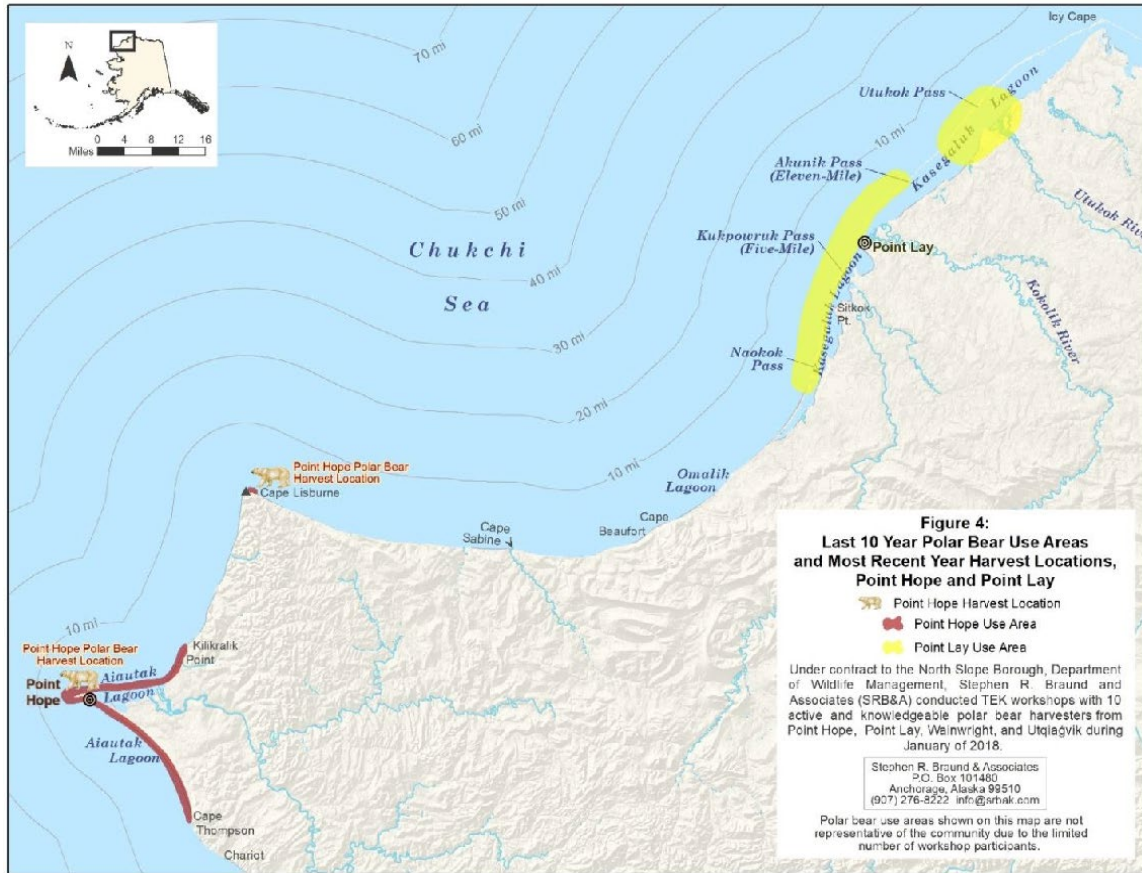 N
Miles
0 4 8 12 16
70 mi
60 mi
50 mi
40 mi
30 mi
20 mi
10 mi
10 mi
10 mi
Icy Cape
Utukok Pass
Kasegaluk Lagoon
Akunik Pass
(Eleven-Mile)
Utukok River
Chukchi
Sea
Kukpowruk Pass
(Five-Mile)
Point Lay
Kasegaluk Lagoon
Sitkok
Pt.
Kokolik River
Naokok
Pass
Omalik
Lagoon
Cape
Beaufort
Cape
Sabine
Point Hope Polar Bear
Harvest Location
Cape Lisburne
Kilikralik
Point
Point Hope Polar Bear
Harvest Location
Point
Hope
Aiautak
Lagoon
Aiautak
Lagoon
Cape
Thompson
Chariot
Figure 4:
Last 10 Year Polar Bear Use Areas
and Most Recent Year Harvest Locations,
Point Hope and Point Lay
Point Hope Harvest Location
Point Hope Use Area
Point Lay Use Area
Under contract to the North Slope Borough, Department
of Wildlife Management, Stephen R. Braund and
Associates (SRB&A) conducted TEK workshops with 10
active and knowledgeable polar bear harvesters from
Point Hope, Point Lay, Wainwright, and Utqiaġvik during
January of 2018.
Stephen R. Braund & Associates
P.O. Box 101480
Anchorage, Alaska 99510
(907) 276-8222 info@srbak.com
Polar bear use areas shown on this map are not
representative of the community due to the limited
number of workshop participants.